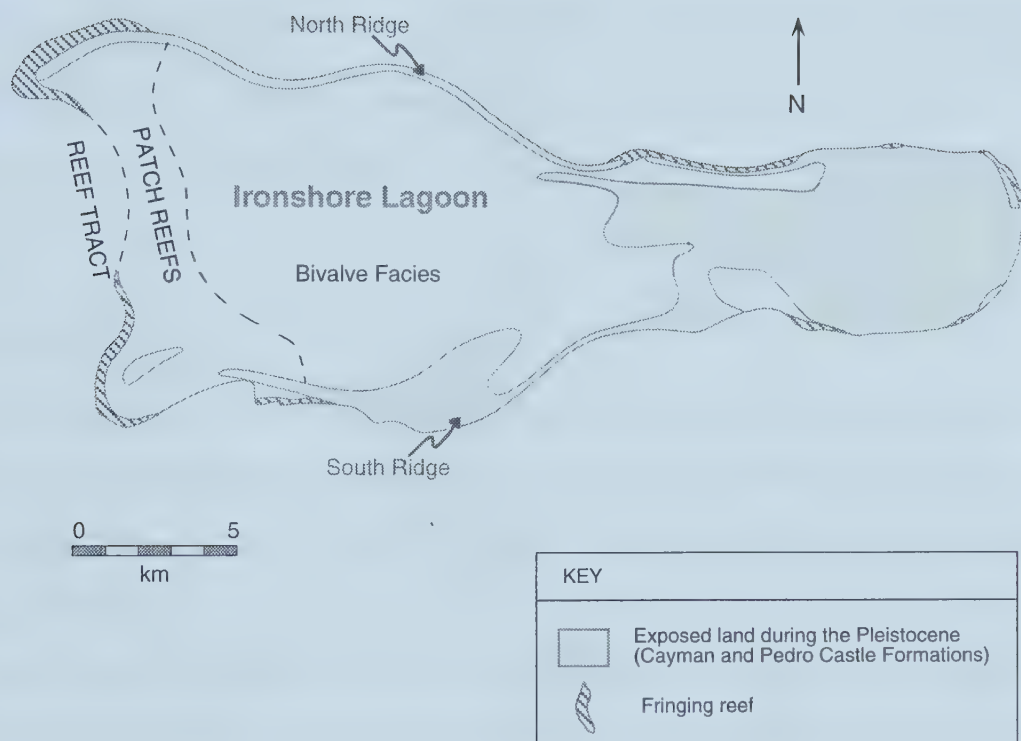 North Ridge
N
REEF TRACT
PATCH REEFS
Ironshore Lagoon
Bivalve Facies
South Ridge
0 5
km
KEY
Exposed land during the Pleistocene
(Cayman and Pedro Castle Formations)
Fringing reef